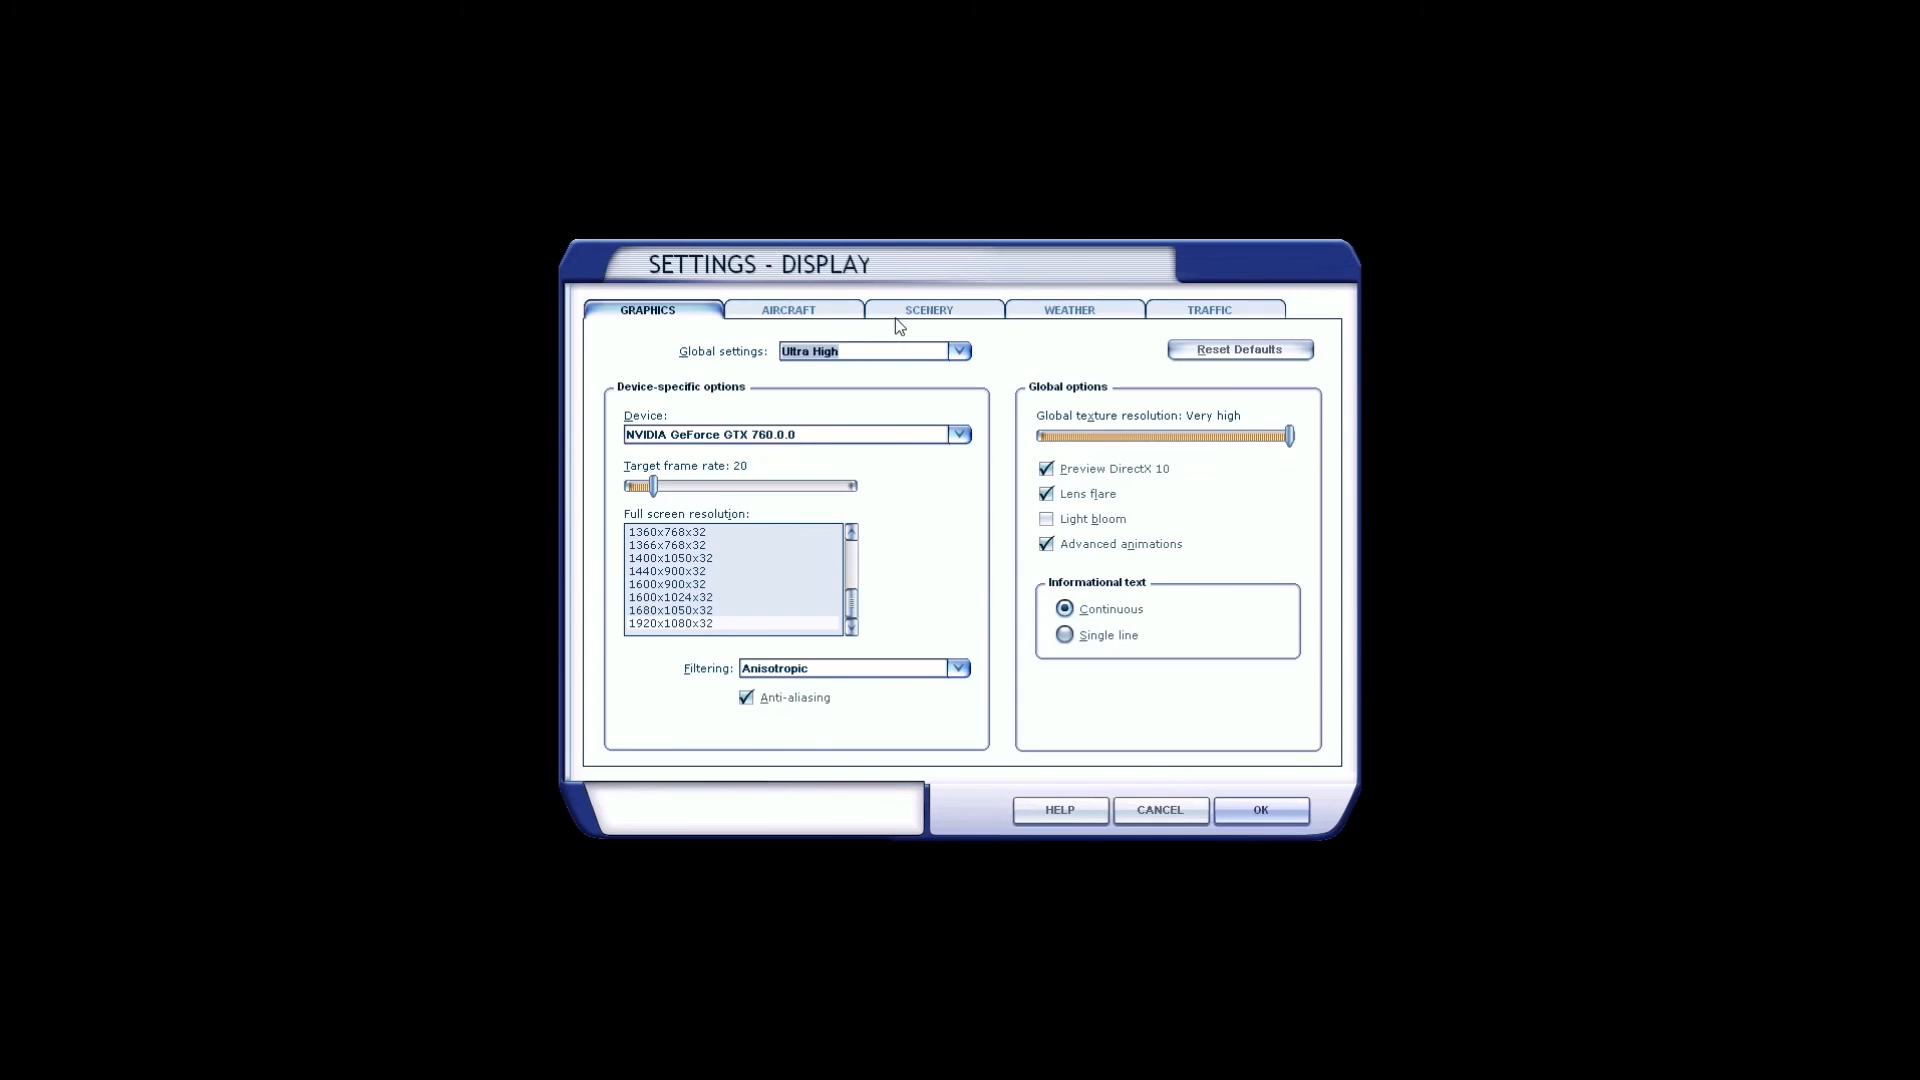 SETTINGS - DISPLAY
GRAPHICS
AIRCRAFT
SCENERY
WEATHER
TRAFFIC
Global settings: Ultra High
Reset Defaults
Device-specific options
Device:
NVIDIA GeForce GTX 760.0.0
Target frame rate: 20
Full screen resolution:
1360x768x32
1366x768x32
1400x1050x32
1440x900x32
1600x900x32
1600x1024x32
1680x1050x32
1920x1080x32
Filtering: Anisotropic
Anti-aliasing
Global options
Global texture resolution: Very high
Preview DirectX 10
Lens flare
Light bloom
Advanced animations
Informational text
Continuous
Single line
HELP
CANCEL
OK